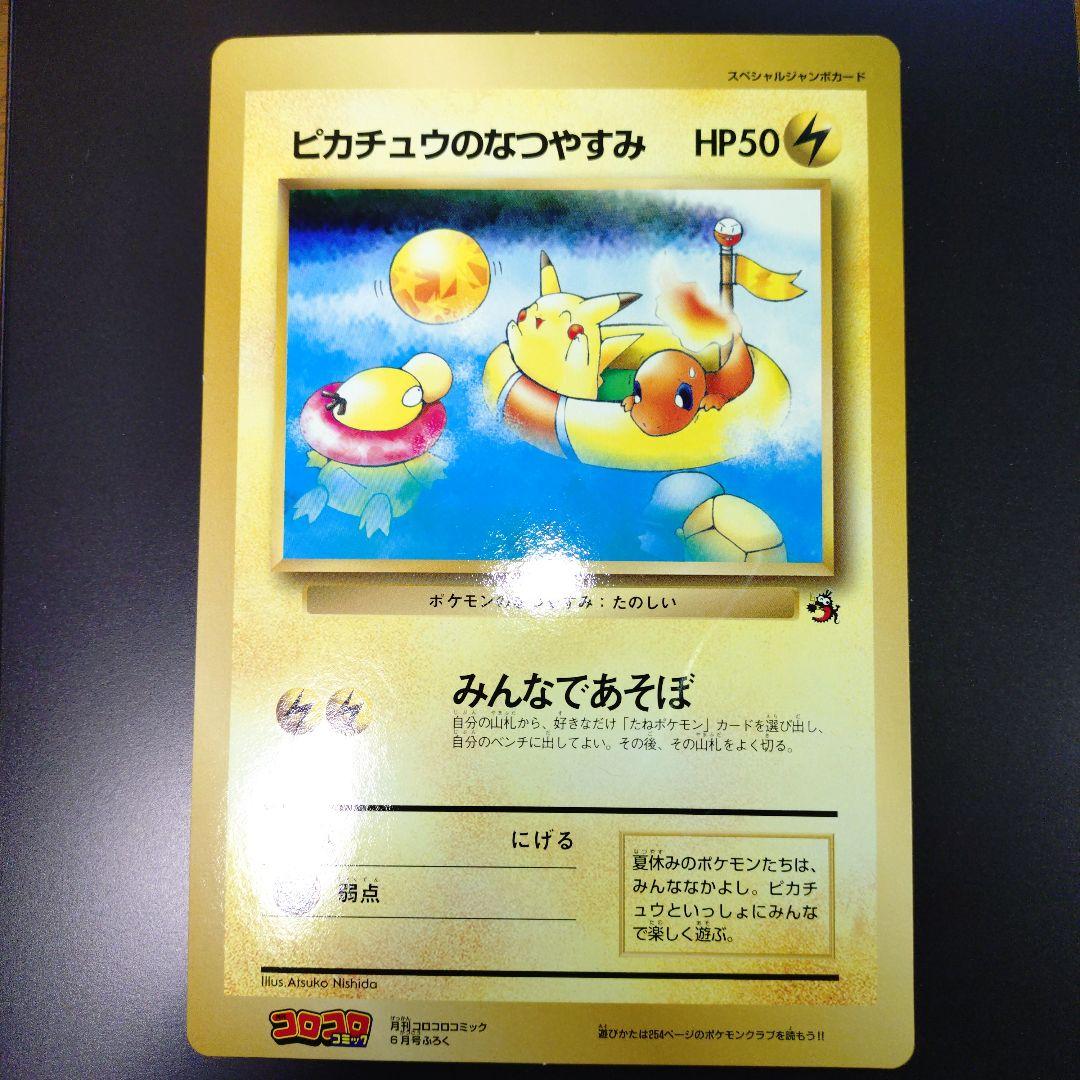 スペシャルジャンボカード
ピカチュウのなつやすみ HP50
ポケモンの すみ：たのしい
みんなであそぼ
自分の山札から、好きなだけ「たねポケモン」カードを選び出し、
自分のベンチに出してよい。その後、その山札をよく切る。
にげる
弱点
夏休みのポケモンたちは、
みんななかよし。ピカチ
ュウといっしょにみんな
で楽しく遊ぶ。
Illus.Atsuko Nishida
コロコロ
コミック
月刊コロコロコミック
6月号ふろく
遊びかたは254ページのポケモンクラブを読もう!!